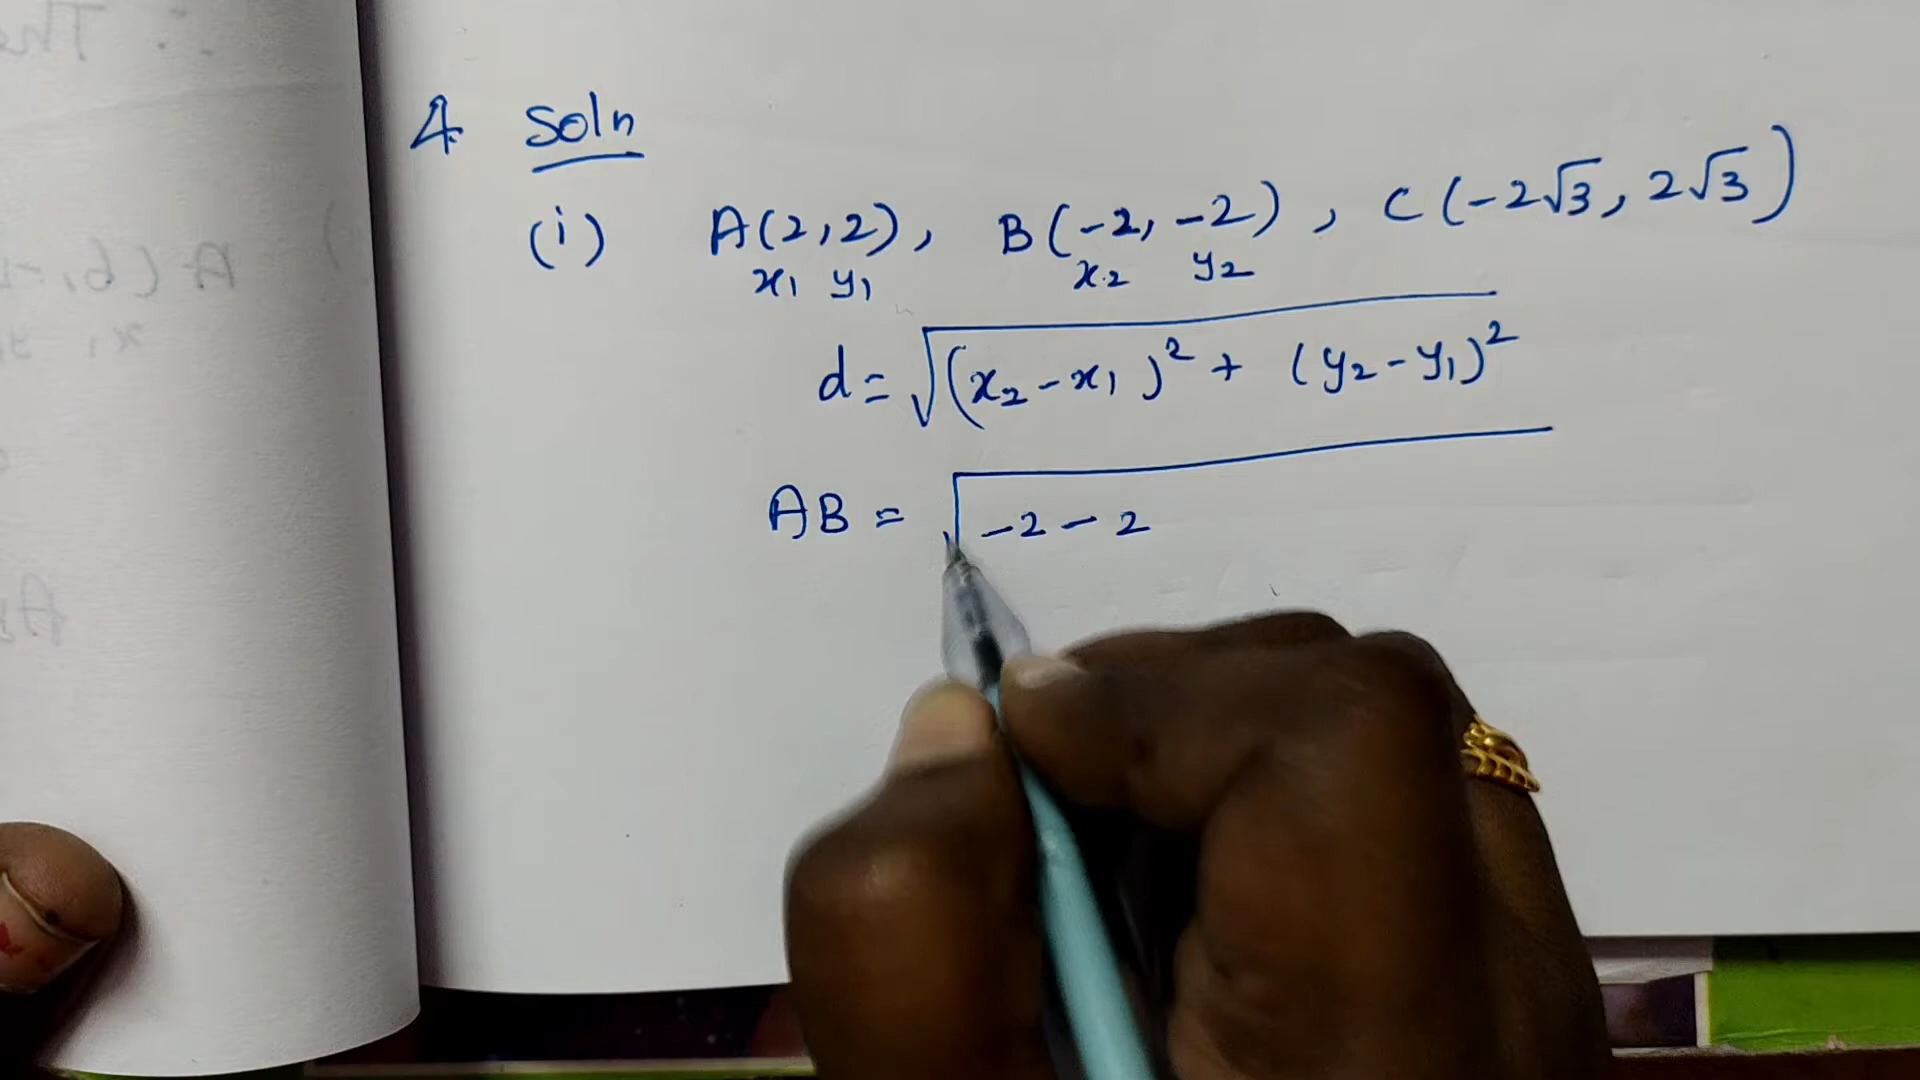 4 Soln
(i) A(2,2), B(-2, -2), C(-2√3, 2√3)
x₁ y₁ x₂ y₂
d = √(x₂-x₁)² + (y₂-y₁)²
AB = √-2-2